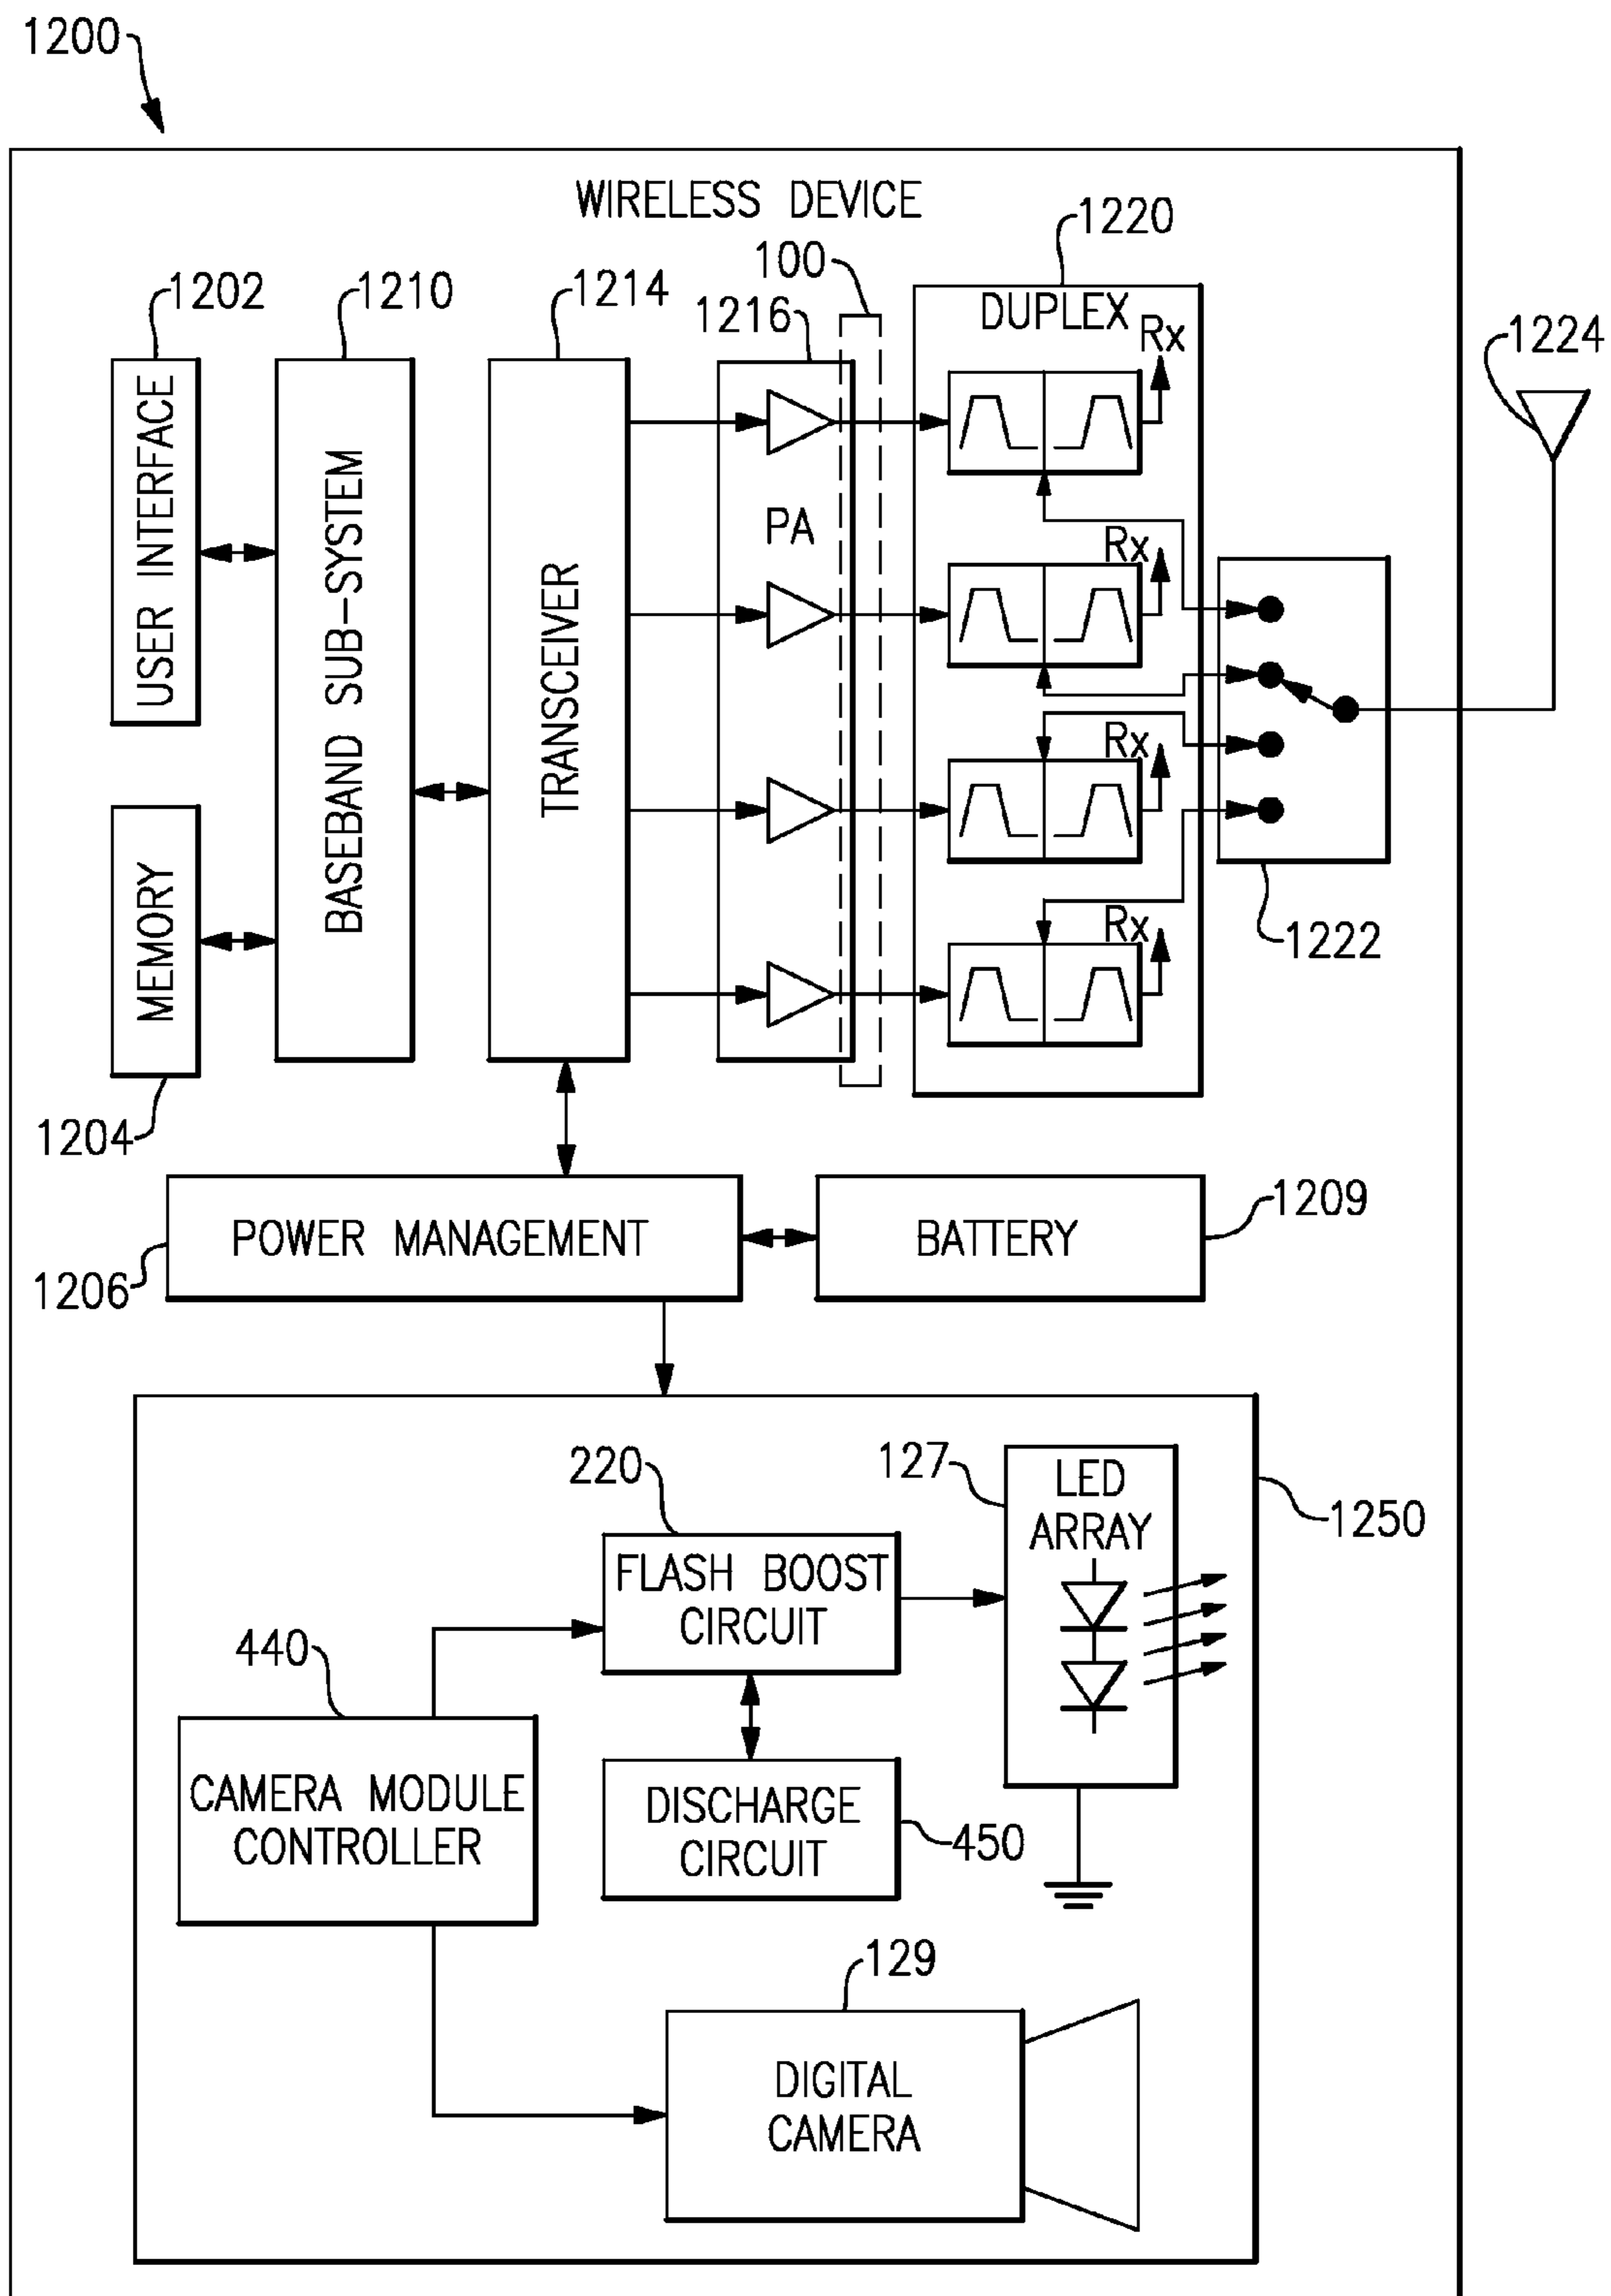 1200
WIRELESS DEVICE
1220
100
1202
1210
1214
1216
DUPLEX
Rx
1224
USER INTERFACE
BASEBAND SUB-SYSTEM
TRANSCEIVER
PA
Rx
Rx
MEMORY
Rx
1222
1204
POWER MANAGEMENT
BATTERY
1209
1206
220
127
LED
ARRAY
1250
FLASH BOOST
CIRCUIT
440
CAMERA MODULE
CONTROLLER
DISCHARGE
CIRCUIT
450
129
DIGITAL
CAMERA